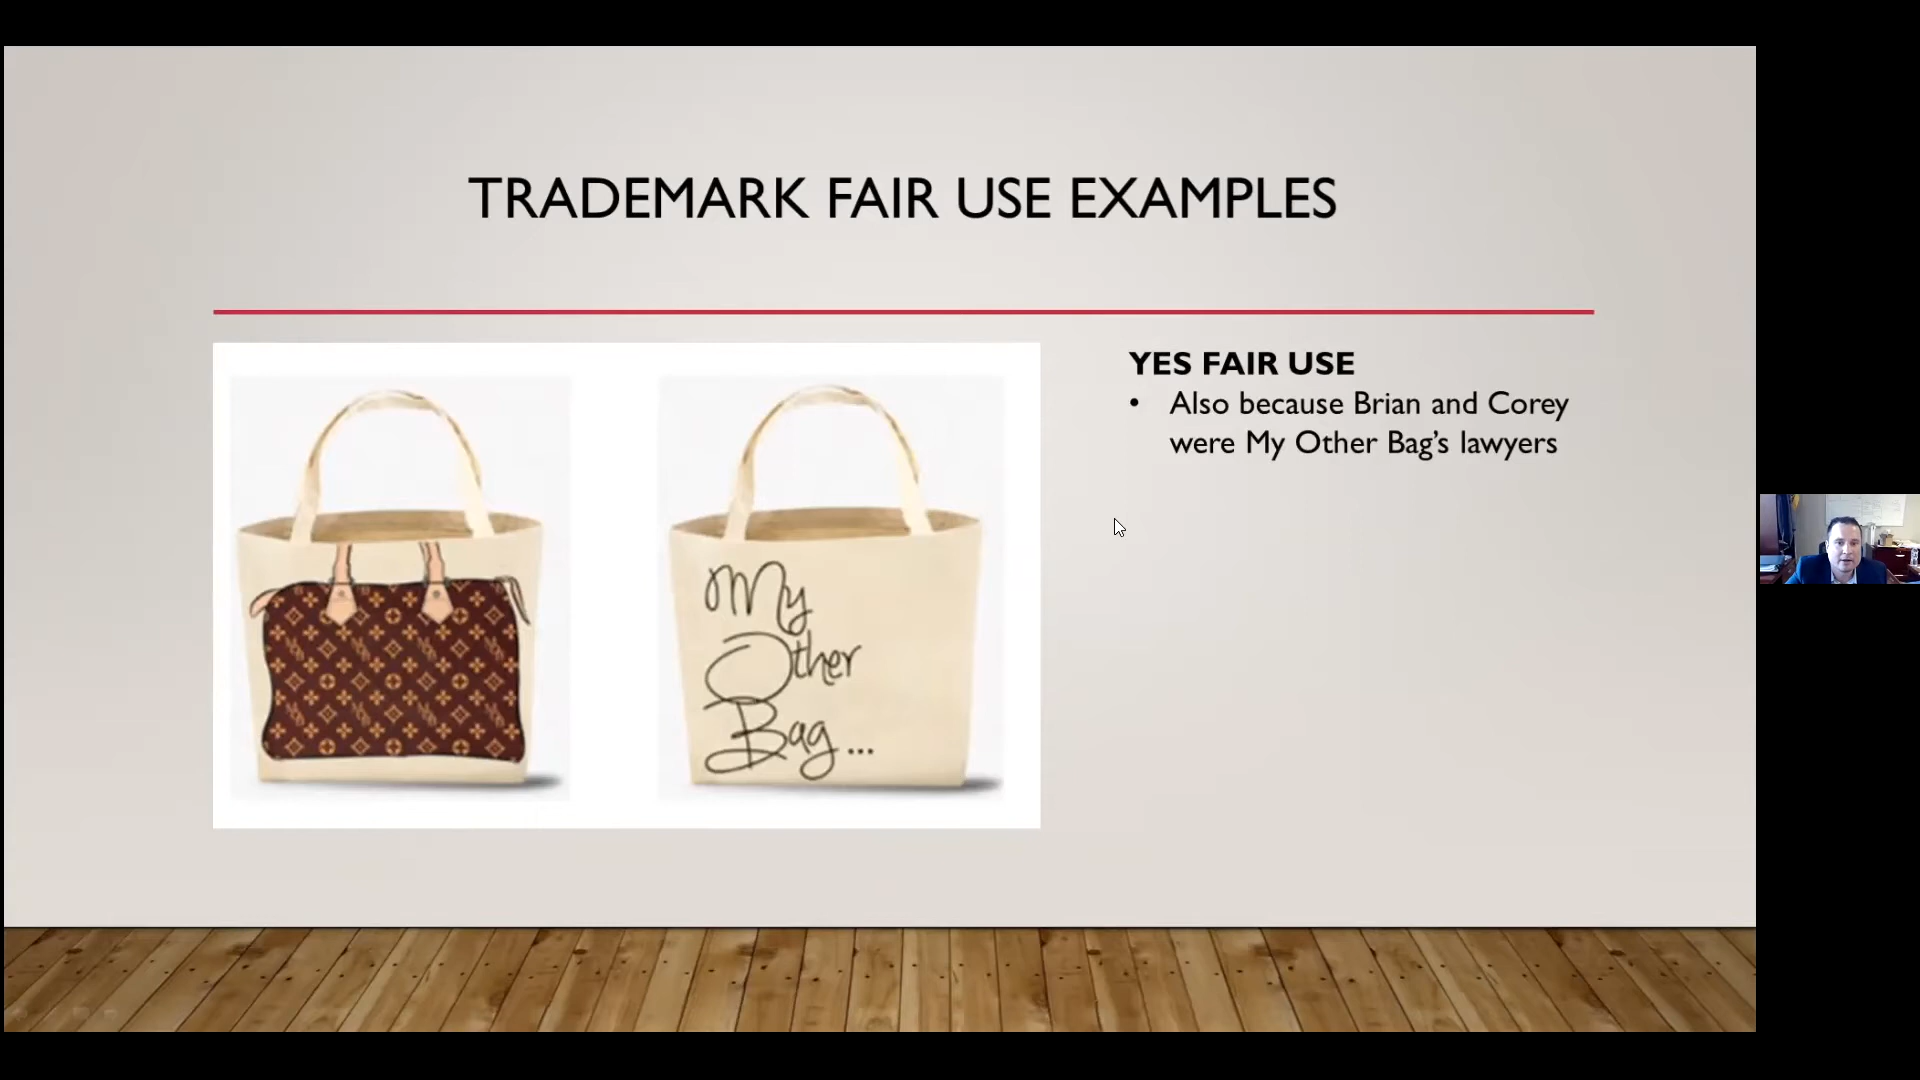 TRADEMARK FAIR USE EXAMPLES
YES FAIR USE
• Also because Brian and Corey
were My Other Bag’s lawyers
My
Other
Bag...